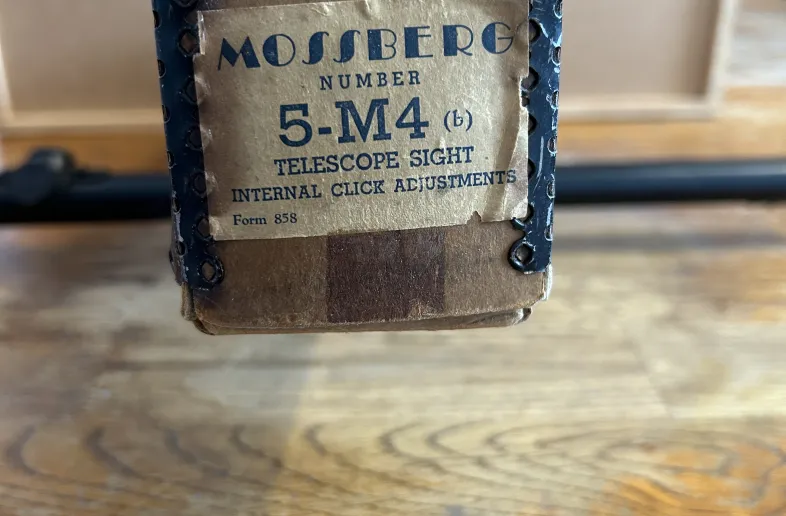 MOSSBERG
NUMBER
5-M4 (b)
TELESCOPE SIGHT
INTERNAL CLICK ADJUSTMENTS
Form 858